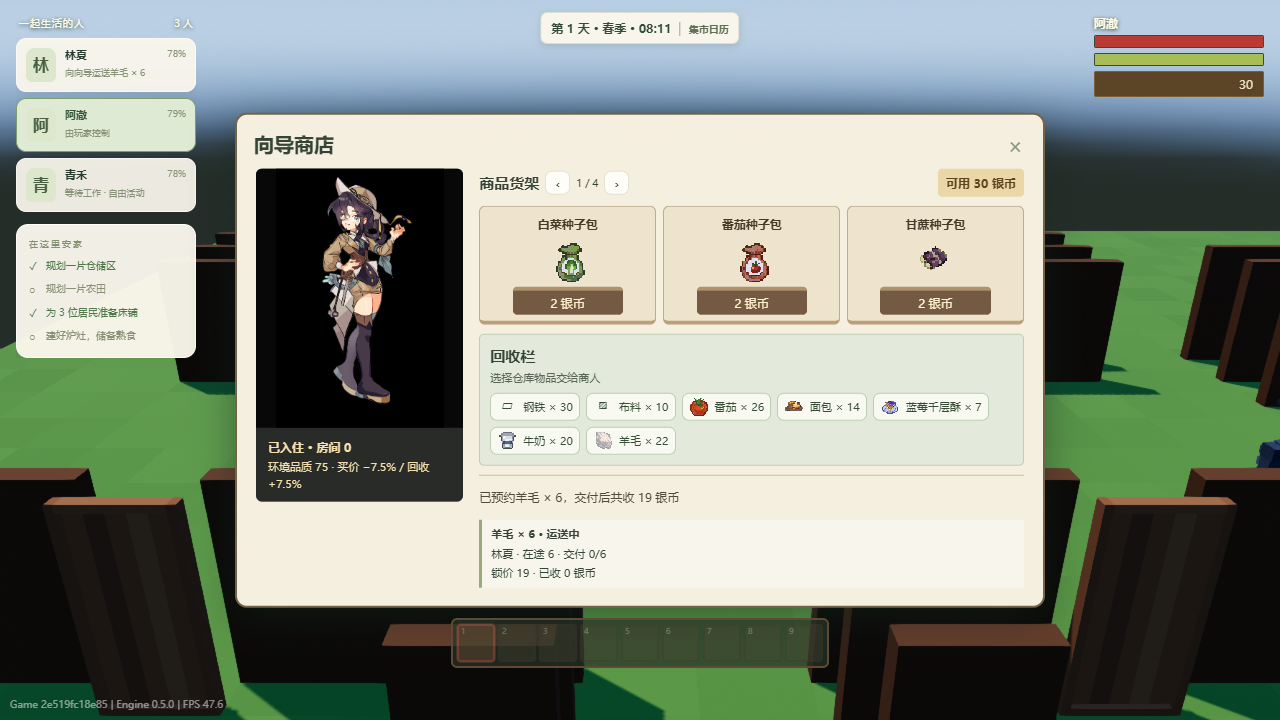 一起生活的人 3 人
林
林夏 78%
向向导运送羊毛 × 6
阿
阿澈 79%
由玩家控制
青
青禾 78%
等待工作 · 自由活动
在这里安家
✓ 规划一片仓储区
○ 规划一片农田
✓ 为 3 位居民准备床铺
○ 建好炉灶，储备熟食
第 1 天 • 春季 • 08:11 | 集市日历
阿澈
30
向导商店 ×
商品货架 ‹ 1 / 4 ›
可用 30 银币
白菜种子包
2 银币
番茄种子包
2 银币
甘蔗种子包
2 银币
回收栏
选择仓库物品交给商人
钢铁 × 30
布料 × 10
番茄 × 26
面包 × 14
蓝莓千层酥 × 7
牛奶 × 20
羊毛 × 22
已入住 • 房间 0
环境品质 75 · 买价 −7.5% / 回收
+7.5%
已预约羊毛 × 6，交付后共收 19 银币
羊毛 × 6 • 运送中
林夏 · 在途 6 · 交付 0/6
锁价 19 · 已收 0 银币
1 2 3 4 5 6 7 8 9
Game 2e519fc18e85 | Engine 0.5.0 | FPS 47.6